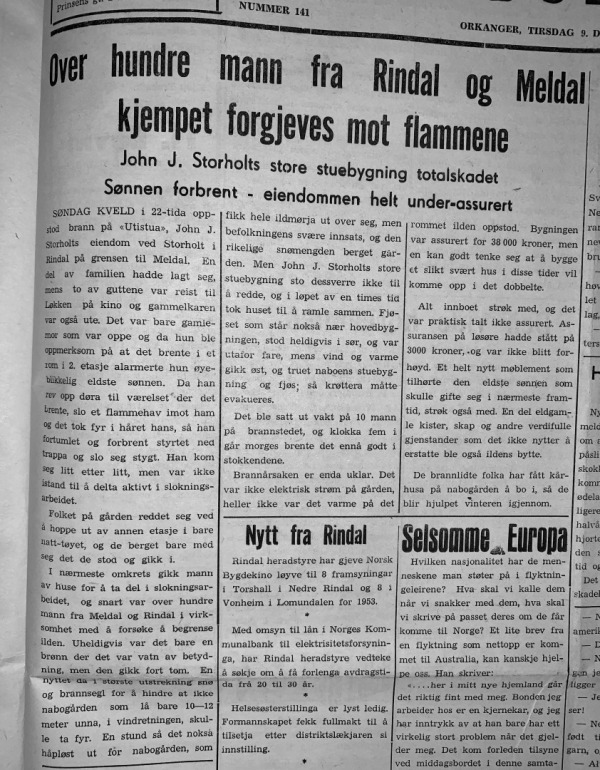 Prinsens g
NUMMER 141
ORKANGER, TIRSDAG 9. D
Over hundre mann fra Rindal og Meldal
kjempet forgjeves mot flammene
John J. Storholts store stuebygning totalskadet
Sønnen forbrent - eiendommen helt under-assurert
SØNDAG KVELD i 22-tida opp-
stod brann på «Utistua», John J.
Storholts eiendom ved Storholt i
Rindal på grensen til Meldal. En
del av familien hadde lagt seg,
mens to av guttene var reist til
Løkken på kino og gammelkaren
var også ute. Det var bare gamle-
mor som var oppe og da hun ble
oppmerksom på at det brente i et
rom i 2. etasje alarmerte hun øye-
blikkelig eldste sønnen. Da han
rev opp døra til værelset der det
brente, slo et flammehav imot ham
og det tok fyr i håret hans, så han
fortumlet og forbrent styrtet ned
trappa og slo seg stygt. Han kom
seg litt etter litt, men var ikke
istand til å delta aktivt i sloknings-
arbeidet.
Folket på gården reddet seg ved
å hoppe ut av annen etasje i bare
natt-tøyet, og de berget bare med
seg det de stod og gikk i.
I nærmeste omkrets gikk mann
av huse for å ta del i slokningsar-
beidet, og snart var over hundre
mann fra Meldal og Rindal i virk-
somhet med å forsøke å begrense
ilden. Uheldigvis var det bare en
brønn der det var vatn av betyd-
ning, men den gikk fort tom. En
nyttet da i største utstrekning snø
og brannsegl for å hindre at ikke
nabogården som lå bare 10—12
meter unna, i vindretningen, skul-
le ta fyr. En stund så det nokså
håpløst ut for nabogården, som
fikk hele ildmørja ut over seg, men
befolkningens svære innsats, og den
rikelige snømengden berget går-
den. Men John J. Storholts store
stuebygning sto dessverre ikke til
å redde, og i løpet av en times tid
tok huset til å ramle sammen. Fjø-
set som står nokså nær hovedbyg-
ningen, stod heldigvis i sør, og var
utafor fare, mens vind og varme
gikk øst, og truet naboens stuebyg-
ning og fjøs; så krøttera måtte
evakueres.
Det ble satt ut vakt på 10 mann
på brannstedet, og klokka fem i
går morges brente det ennå godt i
stokkendene.
Brannårsaken er enda uklar. Det
var ikke elektrisk strøm på gården,
heller ikke var det varme på det
rommet ilden oppstod. Bygningen
var assurert for 38 000 kroner, men
en kan godt tenke seg at å bygge
et slikt svært hus i disse tider vil
komme opp i det dobbelte.
Alt innboet strøk med, og det
var praktisk talt ikke assurert. As-
suransen på løsøre hadde stått på
3000 kroner, og var ikke blitt for-
høyd. Et helt nytt møblement som
tilhørte den eldste sønnen som
skulle gifte seg i nærmeste fram-
tid, strøk også med. En del eldgam-
le kister, skap og andre verdifulle
gjenstander som det ikke nytter å
erstatte ble også ildens bytte.
De brannlidte folka har fått kår-
husa på nabogården å bo i, så de
blir hjulpet vinteren igjennom.
Nytt fra Rindal
Rindal heradstyre har gjeve Norsk
Bygdekino løyve til 8 framsyningar
i Torshall i Nedre Rindal og 8 i
Vonheim i Lomundalen for 1953.
*
Med omsyn til lån i Norges Kom-
munalbank til elektrisitetsforsynin-
ga, har Rindal heradstyre vedteke
å søkje om å få forlenga avdragsti-
da frå 20 til 30 år.
*
Helsesøsterstillinga er lyst ledig.
Formannskapet fekk fullmakt til å
tilsetja etter distriktslækjaren si
innstilling.
*
Selsomme Europa
Hvilken nasjonalitet har de men-
neskene man støter på i flyktnin-
geleirene? Hva skal vi kalle dem
når vi snakker med dem, hva skal
vi skrive på passet deres om de får
komme til Norge? Et lite brev fra
en flyktning som nettopp er kom-
met til Australia, kan kanskje hjel-
pe oss. Han skriver:
«....her i mitt nye hjemland går
det riktig fint med meg. Bonden jeg
arbeider hos er en kjernekar, og jeg
har inntrykk av at han bare har ett
virkelig stort problem når det gjel-
der meg. Det kom forleden tilsyne
ved middagsbordet i denne samta-